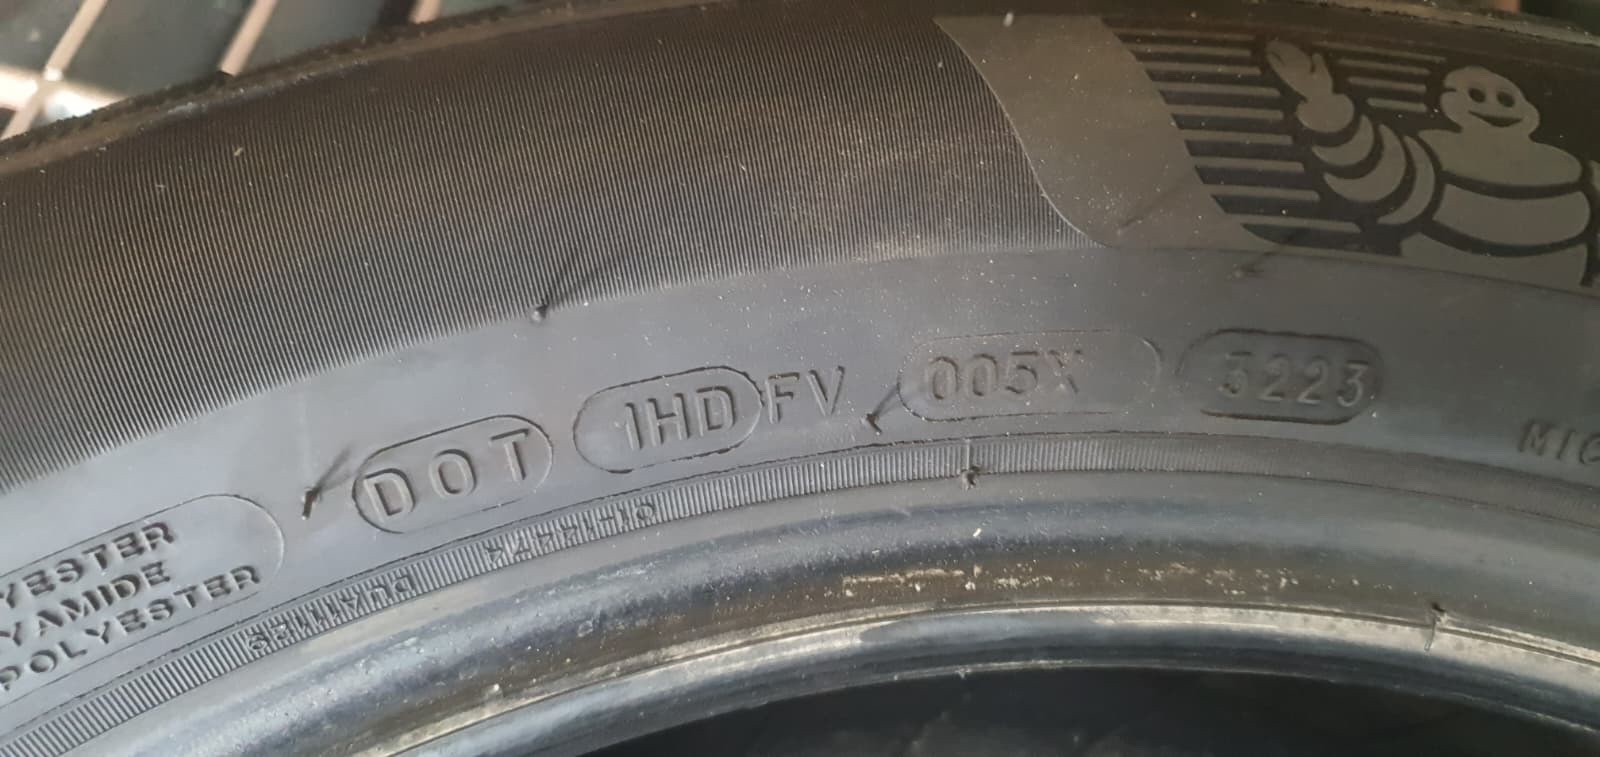 YESTER
YAMIDE
POLYESTER
DOT 1HD FV 005X 3223